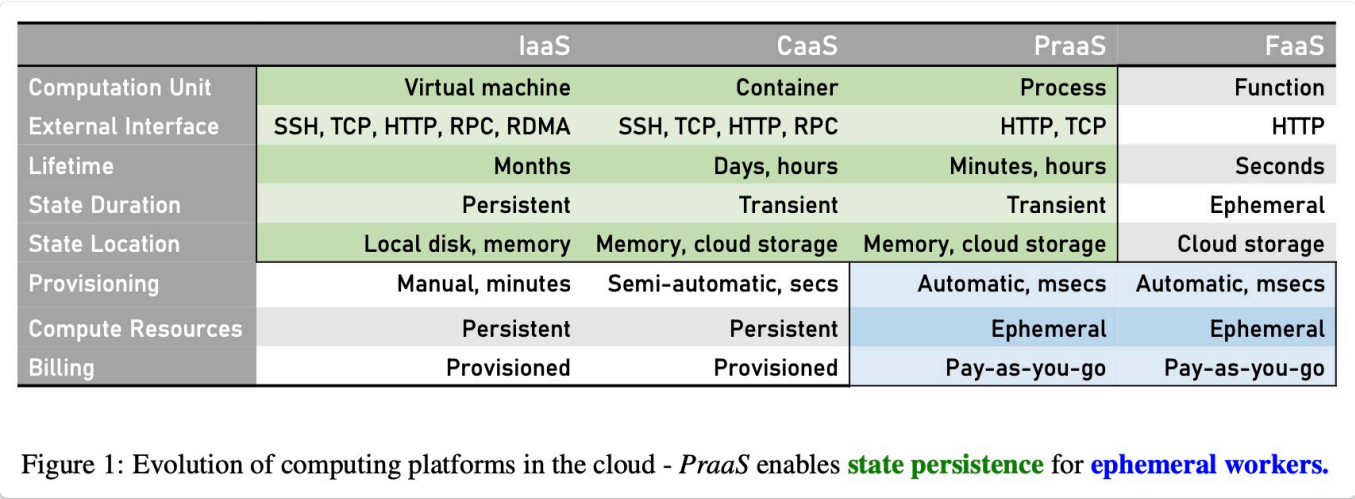 IaaS CaaS PraaS FaaS
Computation Unit Virtual machine Container Process Function
External Interface SSH, TCP, HTTP, RPC, RDMA SSH, TCP, HTTP, RPC HTTP, TCP HTTP
Lifetime Months Days, hours Minutes, hours Seconds
State Duration Persistent Transient Transient Ephemeral
State Location Local disk, memory Memory, cloud storage Memory, cloud storage Cloud storage
Provisioning Manual, minutes Semi-automatic, secs Automatic, msecs Automatic, msecs
Compute Resources Persistent Persistent Ephemeral Ephemeral
Billing Provisioned Provisioned Pay-as-you-go Pay-as-you-go
Figure 1: Evolution of computing platforms in the cloud - PraaS enables state persistence for ephemeral workers.